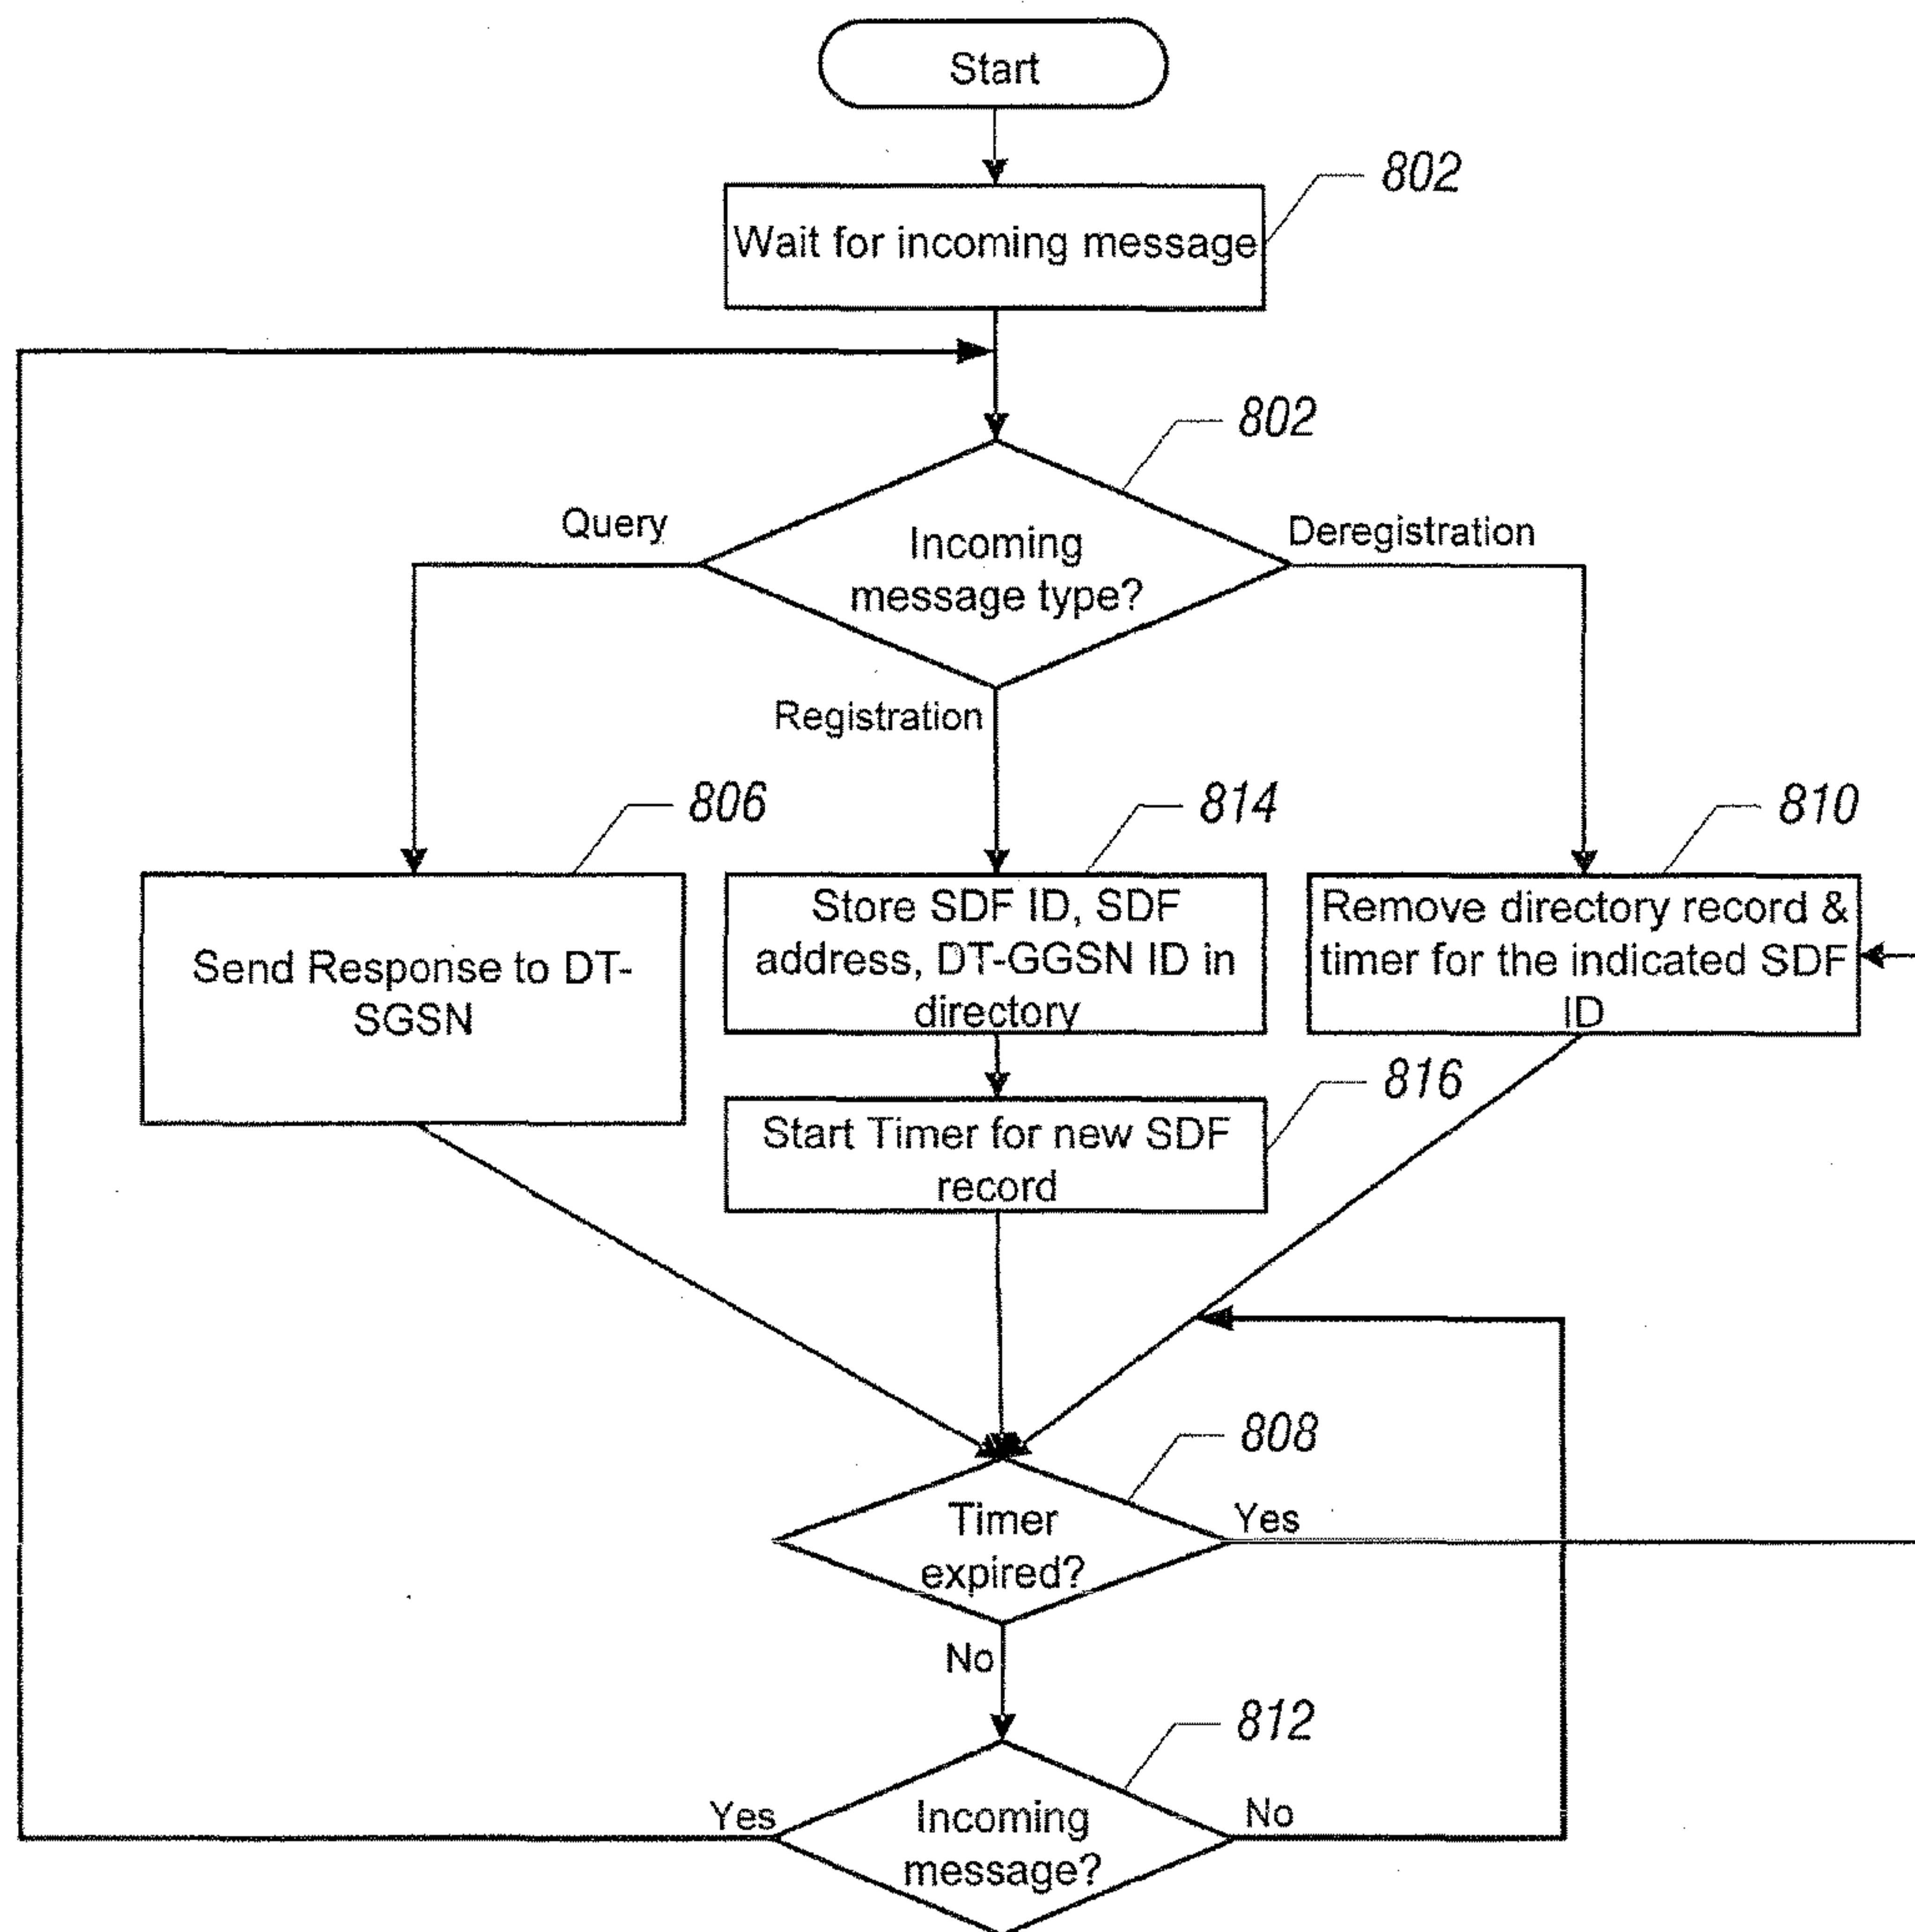 Start
802
Wait for incoming message
802
Query
Deregistration
Incoming
message type?
Registration
806
814
810
Send Response to DT-
SGSN
Store SDF ID, SDF
address, DT-GGSN ID in
directory
Remove directory record &
timer for the indicated SDF
ID
816
Start Timer for new SDF
record
808
Timer
expired?
Yes
No
812
Yes
Incoming
message?
No